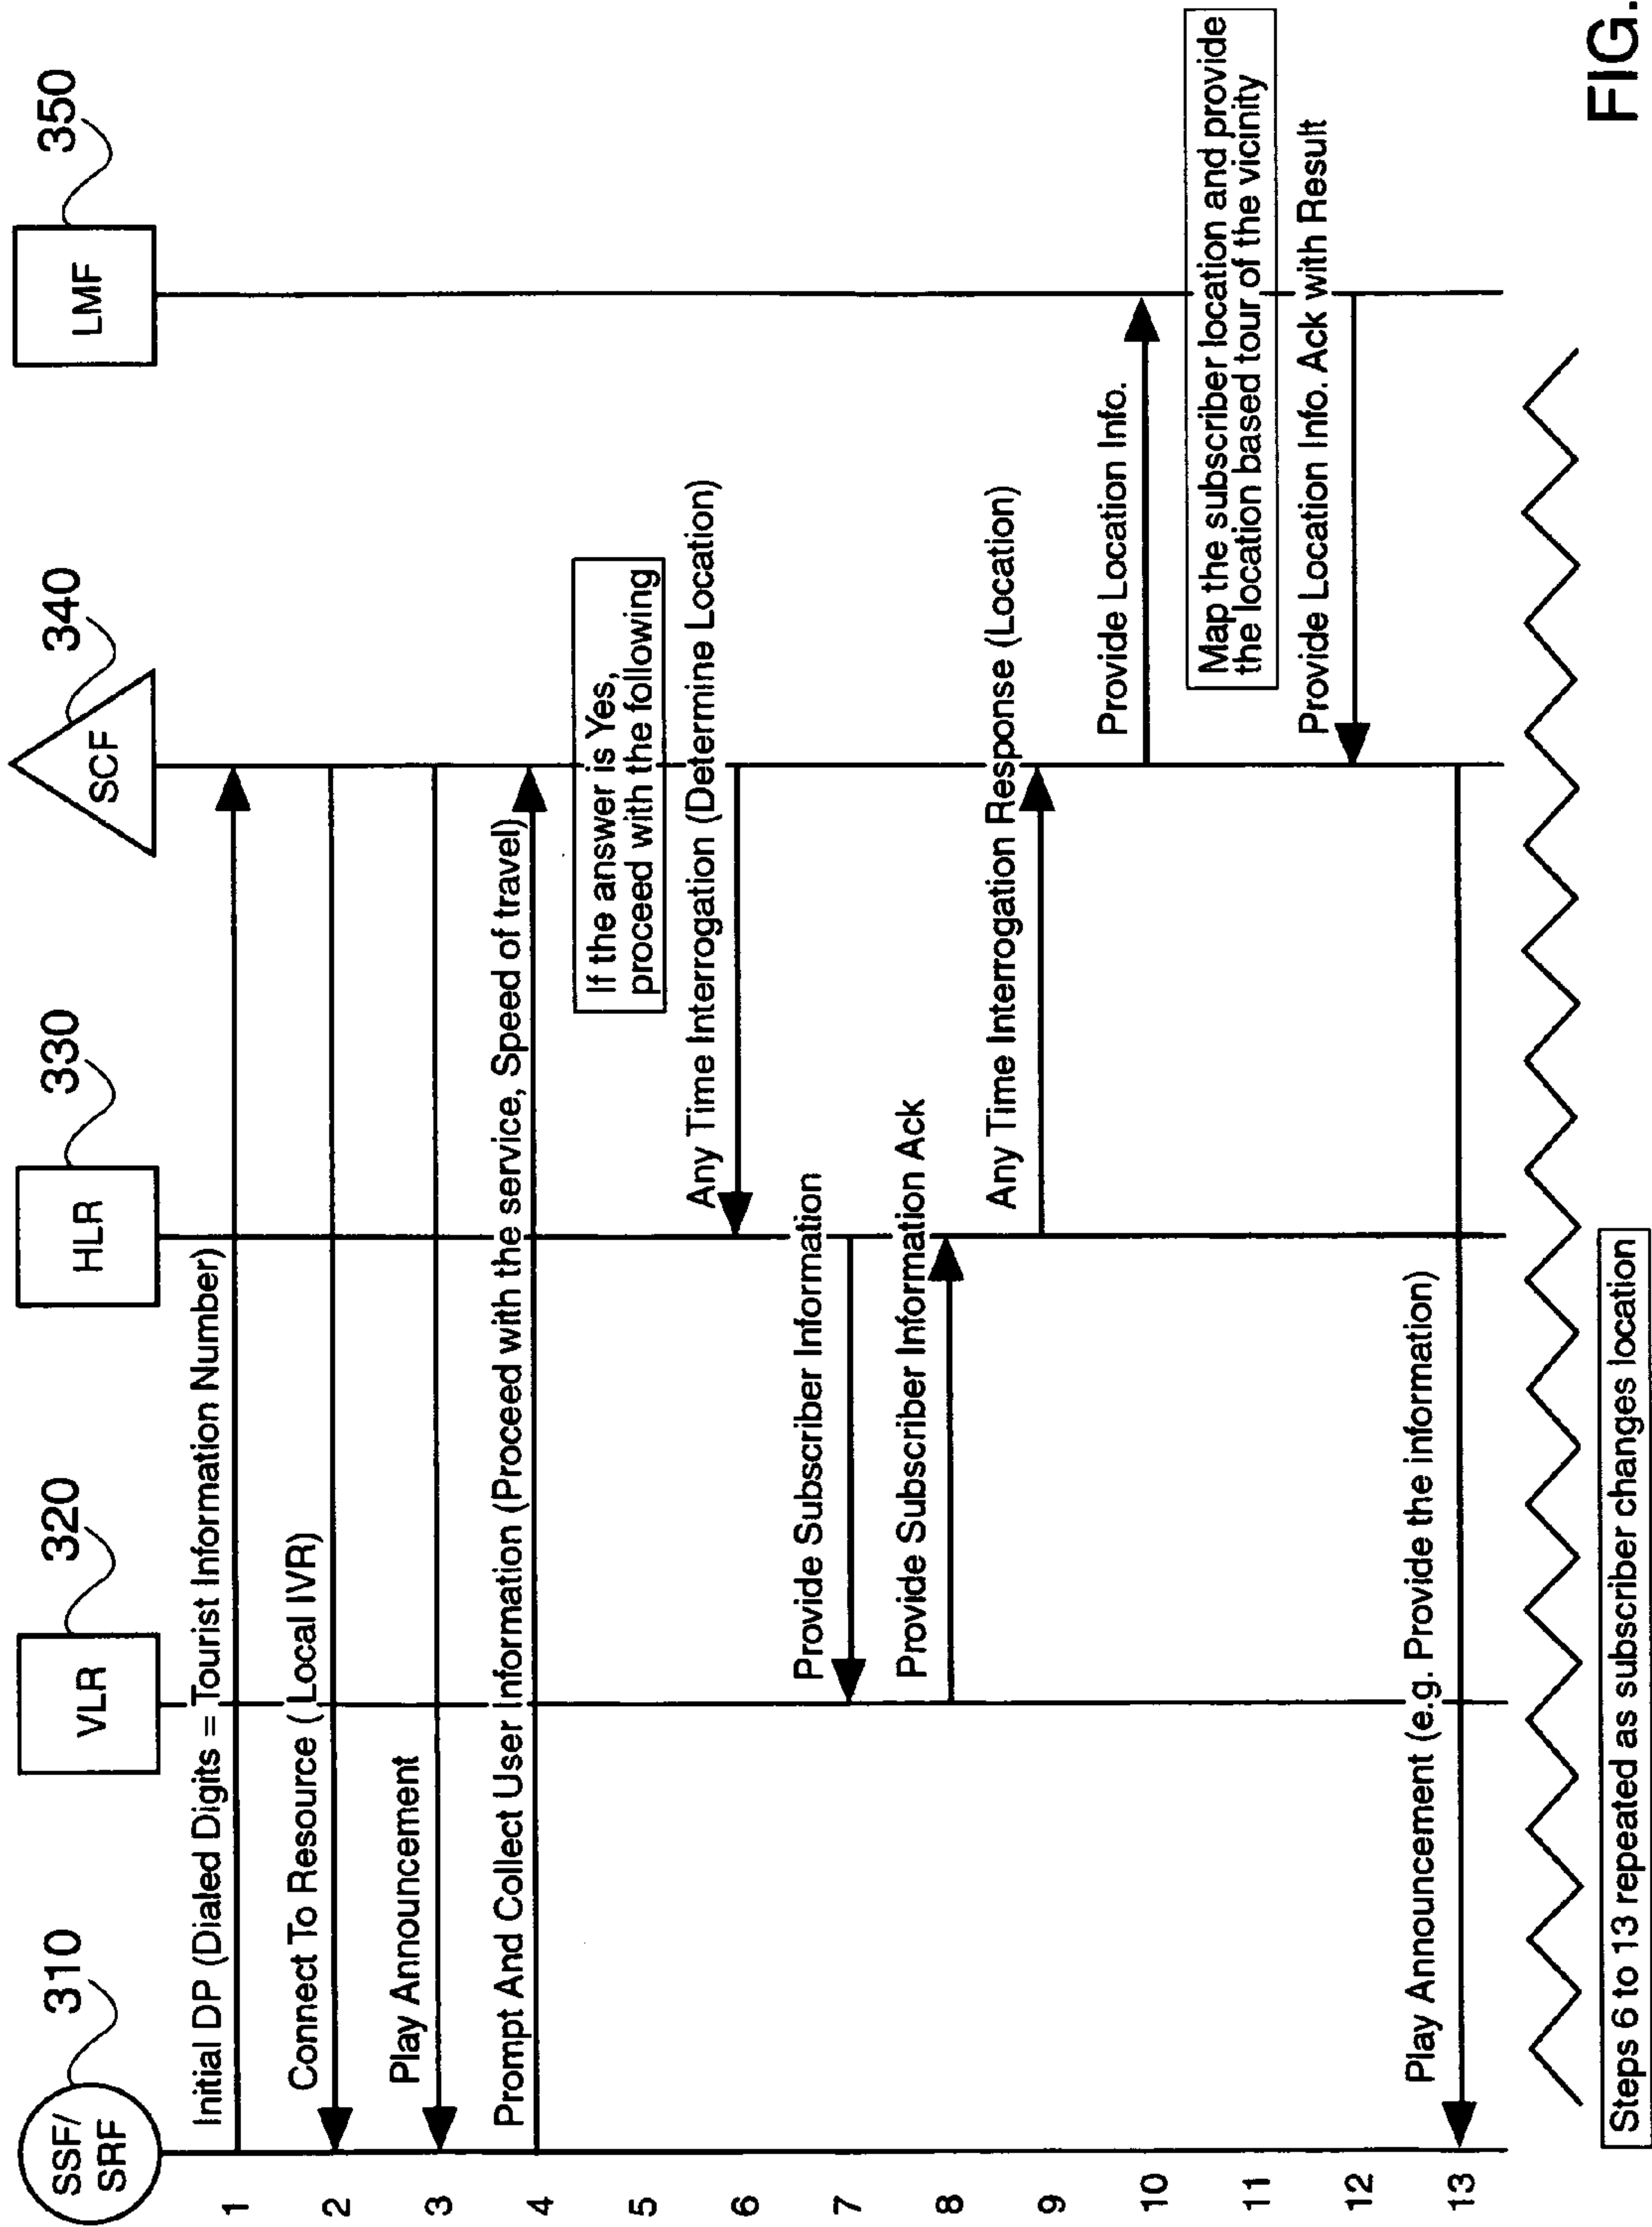 310
320
330
340
350
SSF/
SRF
VLR
HLR
SCF
LMF
1
Initial DP (Dialed Digits = Tourist Information Number)
2
Connect To Resource ( Local IVR)
3
Play Announcement
4
Prompt And Collect User Information (Proceed with the service, Speed of travel)
5
If the answer is Yes,
proceed with the following
6
Any Time Interrogation (Determine Location)
7
Provide Subscriber Information
8
Provide Subscriber Information Ack
9
Any Time Interrogation Response (Location)
10
Provide Location Info.
11
Map the subscriber location and provide
the location based tour of the vicinity
12
Provide Location Info. Ack with Result
13
Play Announcement (e.g. Provide the information)
Steps 6 to 13 repeated as subscriber changes location
FIG.